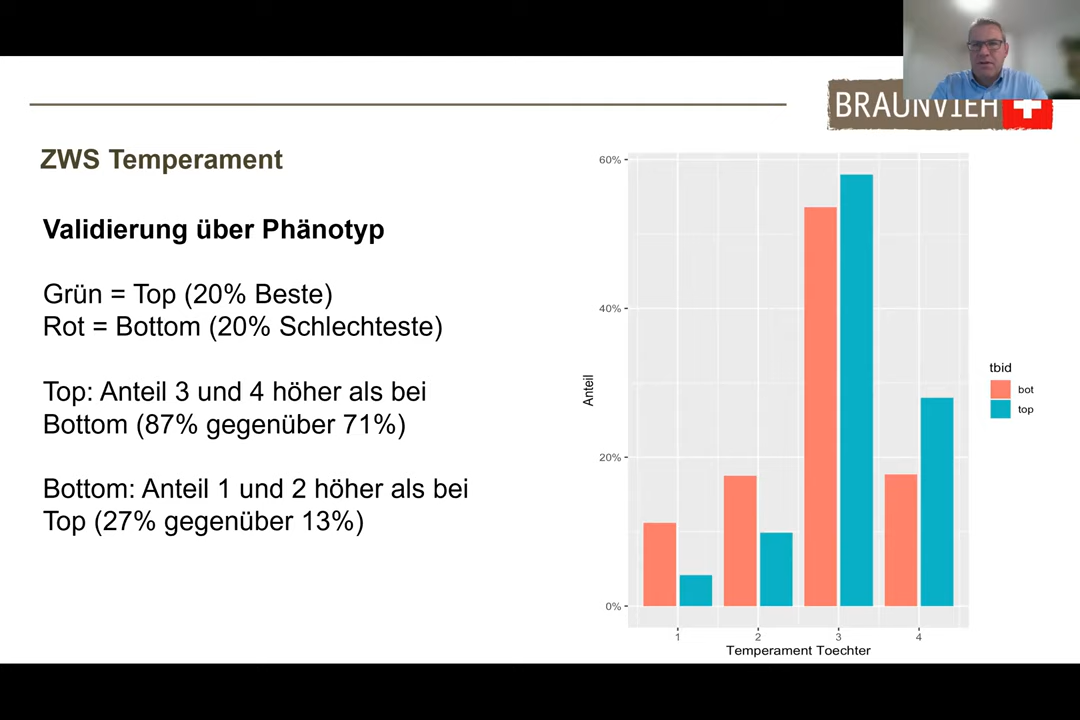 BRAUNVIEH
ZWS Temperament
Validierung über Phänotyp
Grün = Top (20% Beste)
Rot = Bottom (20% Schlechteste)
Top: Anteil 3 und 4 höher als bei
Bottom (87% gegenüber 71%)
Bottom: Anteil 1 und 2 höher als bei
Top (27% gegenüber 13%)
60%
40%
20%
0%
Anteil
1 2 3 4
Temperament Toechter
tbid
bot
top